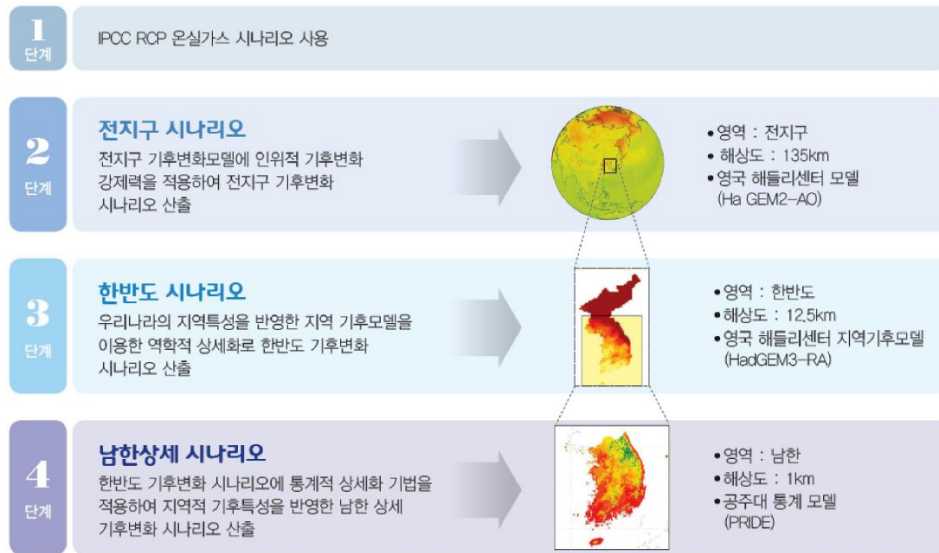 1
단계
IPCC RCP 온실가스 시나리오 사용
2
단계
전지구 시나리오
전지구 기후변화모델에 인위적 기후변화
강제력을 적용하여 전지구 기후변화
시나리오 산출
• 영역 : 전지구
• 해상도 : 135km
• 영국 해들리센터 모델
(Ha GEM2-AO)
3
단계
한반도 시나리오
우리나라의 지역특성을 반영한 지역 기후모델을
이용한 역학적 상세화로 한반도 기후변화
시나리오 산출
• 영역 : 한반도
• 해상도 : 12.5km
• 영국 해들리센터 지역기후모델
(HadGEM3-RA)
4
단계
남한상세 시나리오
한반도 기후변화 시나리오에 통계적 상세화 기법을
적용하여 지역적 기후특성을 반영한 남한 상세
기후변화 시나리오 산출
• 영역 : 남한
• 해상도 : 1km
• 공주대 통계 모델
(PRIDE)